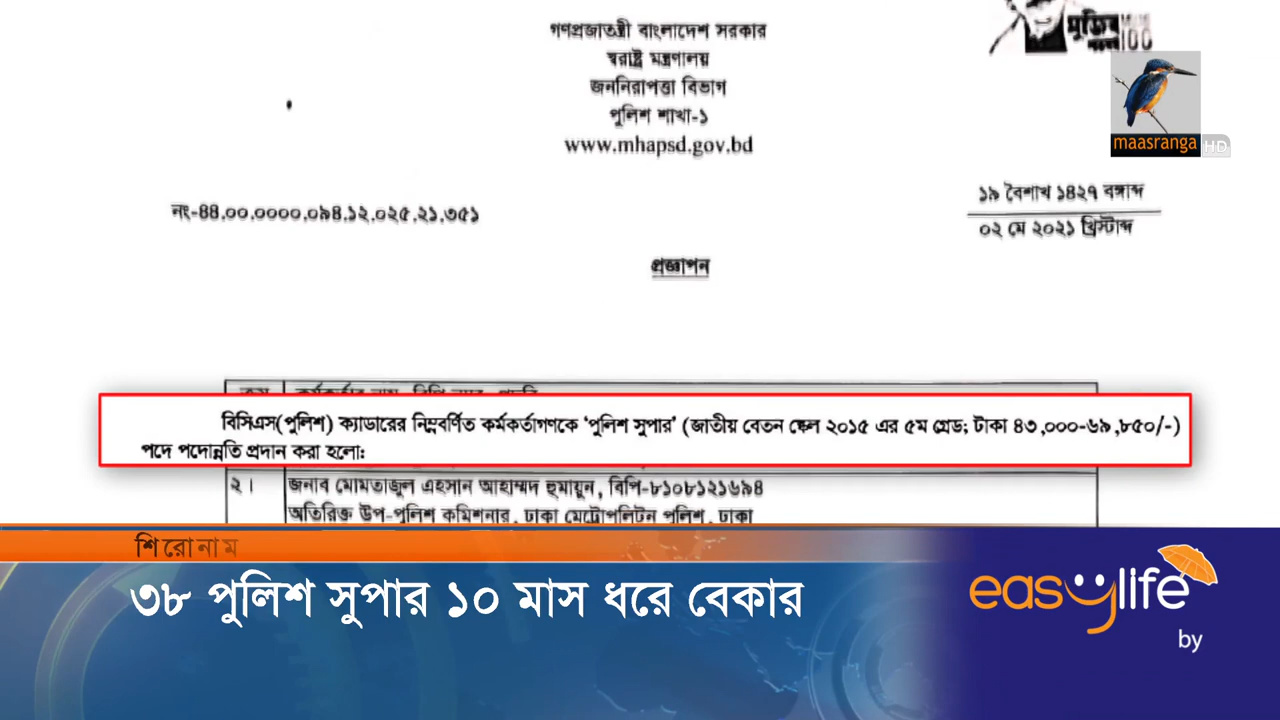 গণপ্রজাতন্ত্রী বাংলাদেশ সরকার
স্বরাষ্ট্র মন্ত্রণালয়
জননিরাপত্তা বিভাগ
পুলিশ শাখা-১
www.mhapsd.gov.bd
মুজিব
100
maasranga HD
নং-৪৪.০০.০০০০.০৯৪.১২.০২৫.২১.৩৫১
১৯ বৈশাখ ১৪২৭ বঙ্গাব্দ
০২ মে ২০২১ খ্রিস্টাব্দ
প্রজ্ঞাপন
বিসিএস(পুলিশ) ক্যাডারের নিম্নবর্ণিত কর্মকর্তাগণকে ‘পুলিশ সুপার’ (জাতীয় বেতন স্কেল ২০১৫ এর ৫ম গ্রেড; টাকা ৪৩,০০০-৬৯,৮৫০/-)
পদে পদোন্নতি প্রদান করা হলো:
২। জনাব মোমতাজুল এহসান আহাম্মদ হুমায়ুন, বিপি-৮১০৮১২১৬৯৪
অতিরিক্ত উপ-পুলিশ কমিশনার, ঢাকা মেট্রোপলিটন পুলিশ, ঢাকা
শিরোনাম
৩৮ পুলিশ সুপার ১০ মাস ধরে বেকার
easylife
by